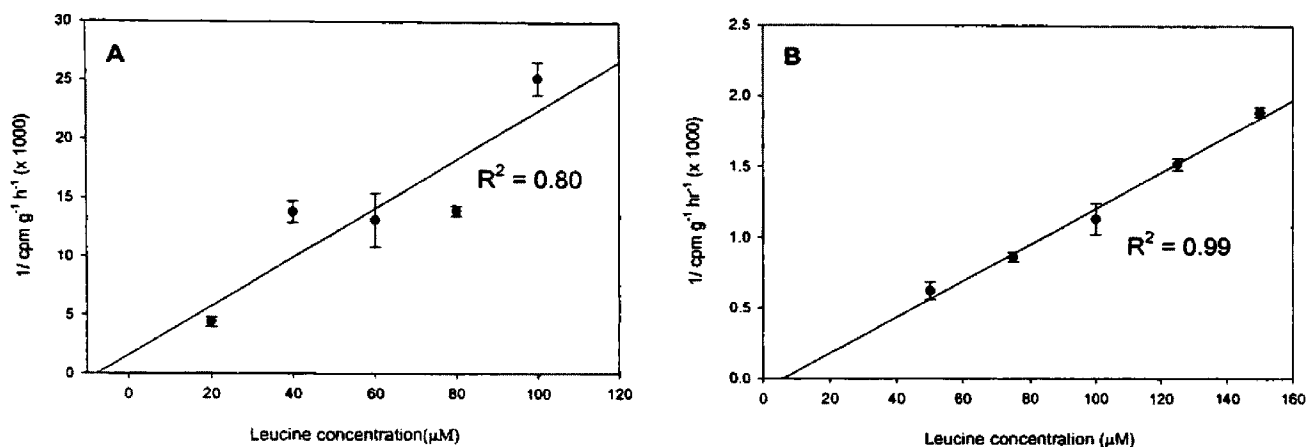 A
30
25
20
15
10
5
0
1/ cpm g⁻¹ h⁻¹ (x 1000)
R² = 0.80
0 20 40 60 80 100 120
Leucine concentration(µM)
B
2.5
2.0
1.5
1.0
0.5
0.0
1/ cpm g⁻¹ hr⁻¹ (x 1000)
R² = 0.99
0 20 40 60 80 100 120 140 160
Leucine concentration (µM)